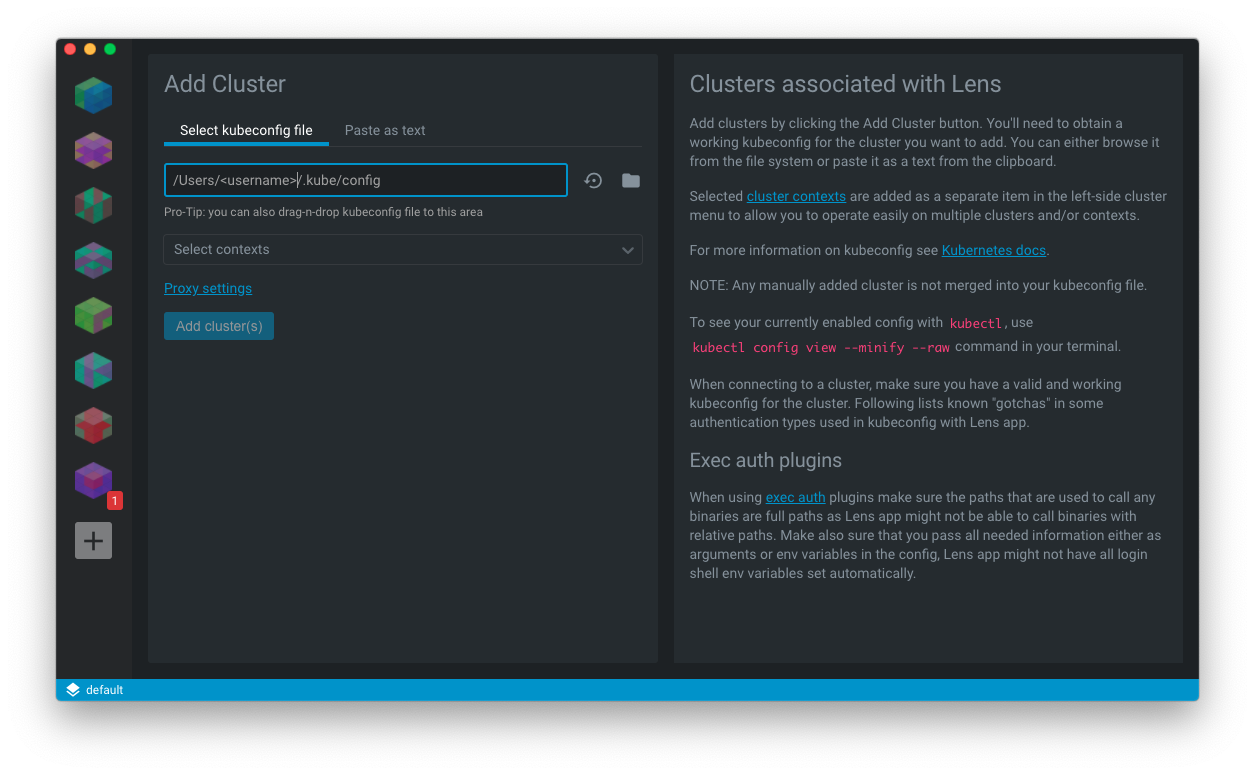 Add Cluster
Select kubeconfig file
Paste as text
/Users/<username>/.kube/config
Pro-Tip: you can also drag-n-drop kubeconfig file to this area
Select contexts
Proxy settings
Add cluster(s)
1
Clusters associated with Lens
Add clusters by clicking the Add Cluster button. You'll need to obtain a
working kubeconfig for the cluster you want to add. You can either browse it
from the file system or paste it as a text from the clipboard.
Selected cluster contexts are added as a separate item in the left-side cluster
menu to allow you to operate easily on multiple clusters and/or contexts.
For more information on kubeconfig see Kubernetes docs.
NOTE: Any manually added cluster is not merged into your kubeconfig file.
To see your currently enabled config with kubectl, use
kubectl config view --minify --raw command in your terminal.
When connecting to a cluster, make sure you have a valid and working
kubeconfig for the cluster. Following lists known "gotchas" in some
authentication types used in kubeconfig with Lens app.
Exec auth plugins
When using exec auth plugins make sure the paths that are used to call any
binaries are full paths as Lens app might not be able to call binaries with
relative paths. Make also sure that you pass all needed information either as
arguments or env variables in the config, Lens app might not have all login
shell env variables set automatically.
default